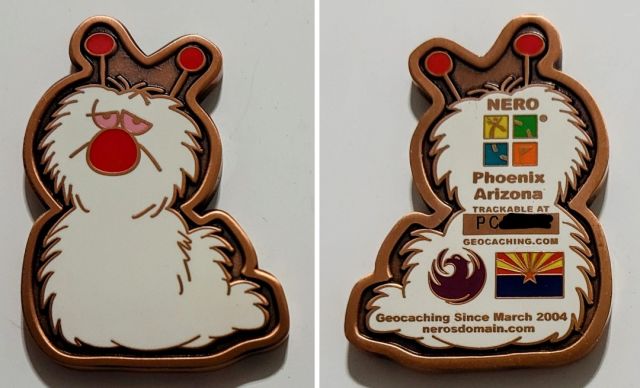 NERO
®
Phoenix
Arizona
TRACKABLE AT
PC
GEOCACHING.COM
Geocaching Since March 2004
nerosdomain.com